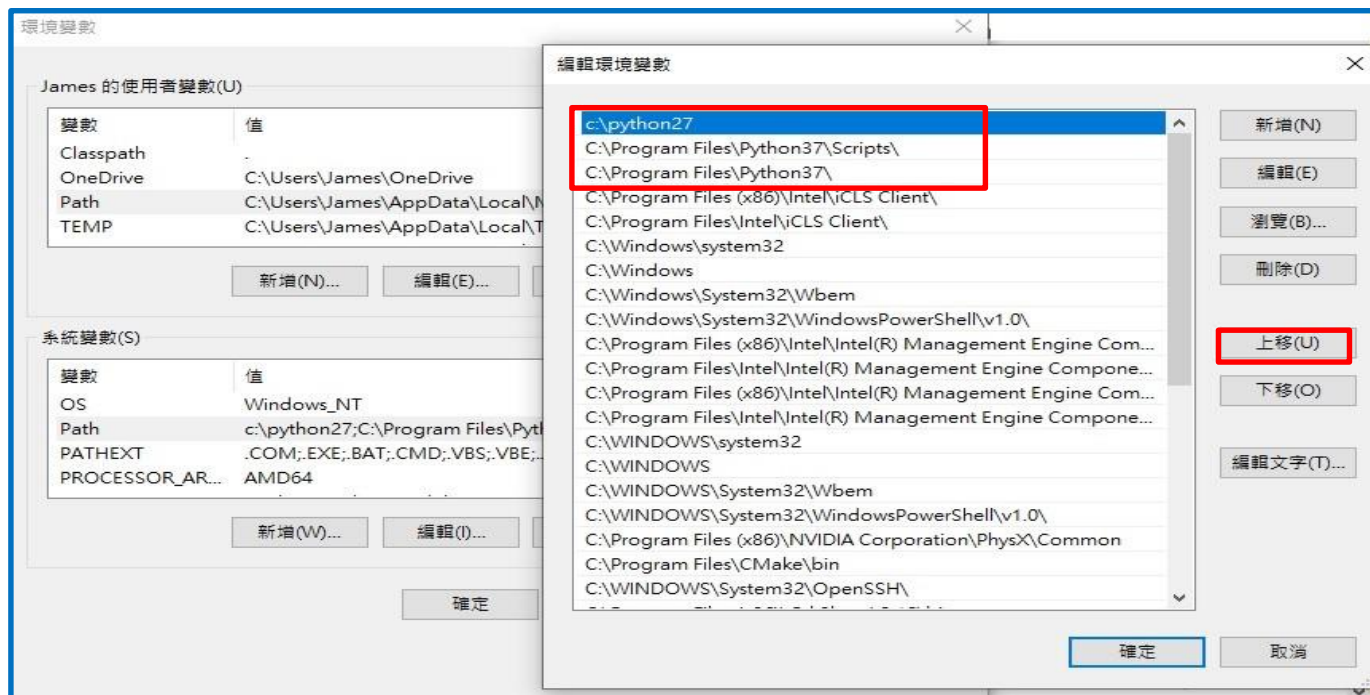 環境變數
James 的使用者變數(U)
變數 值
Classpath .
OneDrive C:\Users\James\OneDrive
Path C:\Users\James\AppData\Local\
TEMP C:\Users\James\AppData\Local\T
新增(N)... 編輯(E)...
系統變數(S)
變數 值
OS Windows_NT
Path c:\python27;C:\Program Files\Pyt
PATHEXT .COM;.EXE;.BAT;.CMD;.VBS;.VBE;.
PROCESSOR_AR... AMD64
新增(W)... 編輯(I)...
確定
編輯環境變數
c:\python27
C:\Program Files\Python37\Scripts\
C:\Program Files\Python37\
C:\Program Files (x86)\Intel\iCLS Client\
C:\Program Files\Intel\iCLS Client\
C:\Windows\system32
C:\Windows
C:\Windows\System32\Wbem
C:\Windows\System32\WindowsPowerShell\v1.0\
C:\Program Files (x86)\Intel\Intel(R) Management Engine Com...
C:\Program Files\Intel\Intel(R) Management Engine Compone...
C:\Program Files (x86)\Intel\Intel(R) Management Engine Com...
C:\Program Files\Intel\Intel(R) Management Engine Compone...
C:\WINDOWS\system32
C:\WINDOWS
C:\WINDOWS\System32\Wbem
C:\WINDOWS\System32\WindowsPowerShell\v1.0\
C:\Program Files (x86)\NVIDIA Corporation\PhysX\Common
C:\Program Files\CMake\bin
C:\WINDOWS\System32\OpenSSH\
新增(N)
編輯(E)
瀏覽(B)...
刪除(D)
上移(U)
下移(O)
編輯文字(T)...
確定 取消